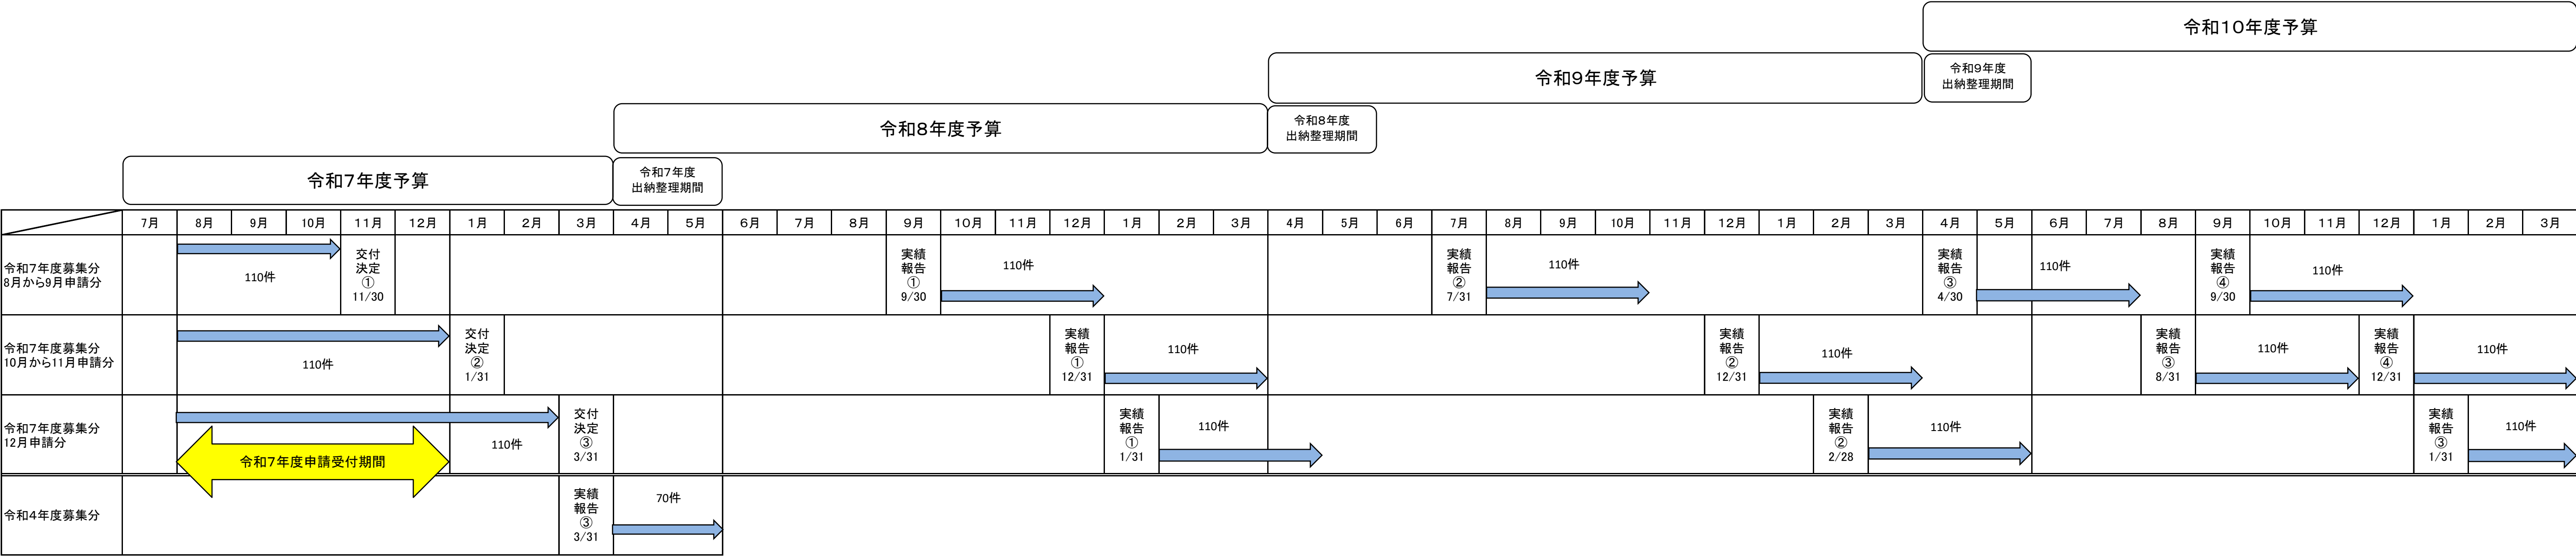 令和10年度予算
令和9年度予算
令和9年度
出納整理期間
令和8年度予算
令和8年度
出納整理期間
令和7年度予算
令和7年度
出納整理期間
7月 8月 9月 10月 11月 12月 1月 2月 3月 4月 5月 6月 7月 8月 9月 10月 11月 12月 1月 2月 3月 4月 5月 6月 7月 8月 9月 10月 11月 12月 1月 2月 3月 4月 5月 6月 7月 8月 9月 10月 11月 12月 1月 2月 3月
令和7年度募集分
8月から9月申請分
110件
交付
決定
①
11/30
実績
報告
①
9/30
110件
実績
報告
②
7/31
110件
実績
報告
③
4/30
110件
実績
報告
④
9/30
110件
令和7年度募集分
10月から11月申請分
110件
交付
決定
②
1/31
実績
報告
①
12/31
110件
実績
報告
②
12/31
110件
実績
報告
③
8/31
110件
実績
報告
④
12/31
110件
令和7年度募集分
12月申請分
110件
交付
決定
③
3/31
実績
報告
①
1/31
110件
実績
報告
②
2/28
110件
実績
報告
③
1/31
110件
令和7年度申請受付期間
令和4年度募集分
実績
報告
③
3/31
70件